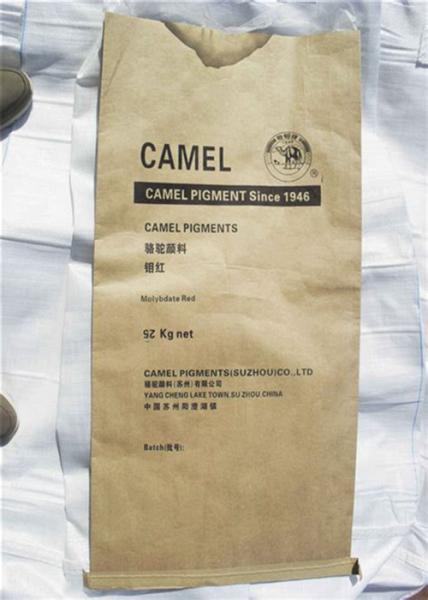 CAMEL
®
CAMEL PIGMENT Since 1946
CAMEL PIGMENTS
骆驼颜料
钼红
Molybdate Red
25 Kg net
CAMEL PIGMENTS(SUZHOU)CO.,LTD
骆驼颜料(苏州)有限公司
YANG CHENG LAKE TOWN.SU ZHOU.CHINA
中国苏州阳澄湖镇
Batch(批号):